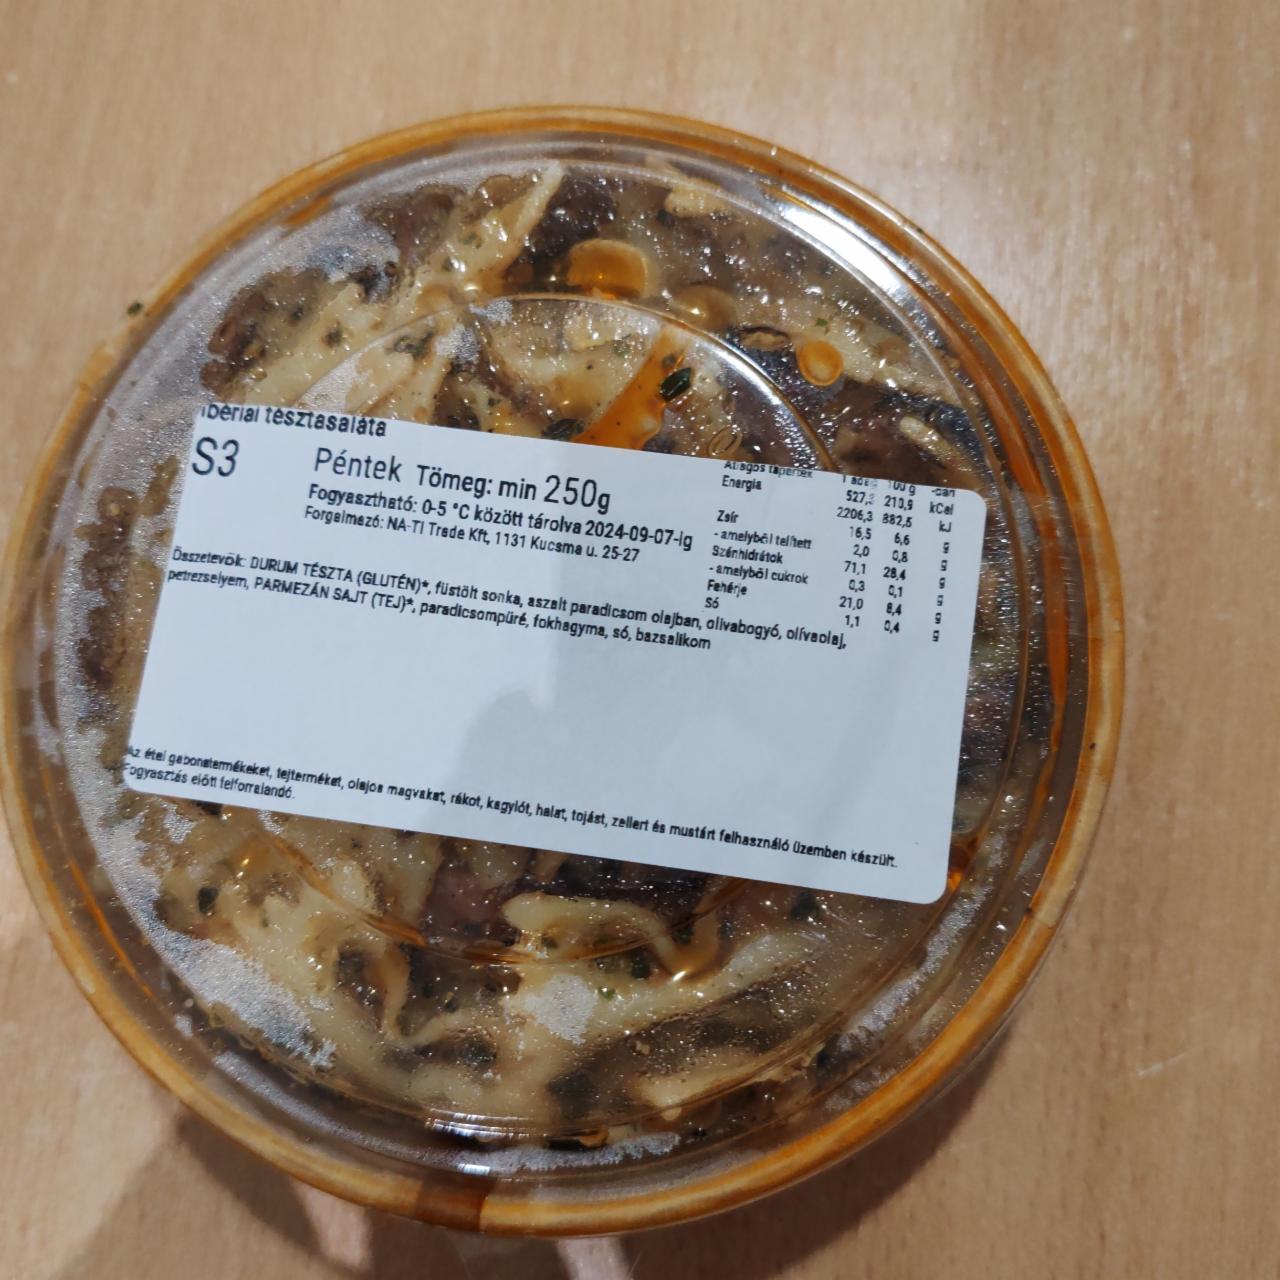 Ibériai tésztasaláta
S3 Péntek Tömeg: min 250g
Fogyasztható: 0-5 °C között tárolva 2024-09-07-ig
Forgalmazó: NA-TI Trade Kft, 1131 Kucsma u. 25-27
Átlagos 1 100 g -ban
Energia 527, 210,9 kCal
2206,3 882,5 kJ
Zsír 16,5 6,6 g
- amelyből telített 2,0 0,8 g
Szénhidrátok 71,1 28,4 g
- amelyből cukrok 0,3 0,1 g
Fehérje 21,0 8,4 g
Só 1,1 0,4 g
Összetevők: DURUM TÉSZTA (GLUTÉN)*, füstölt sonka, aszalt paradicsom olajban, olivabogyó, olívaolaj,
petrezselyem, PARMEZÁN SAJT (TEJ)*, paradicsompüré, fokhagyma, só, bazsalikom
Az étel gabonatermékeket, tejterméket, olajos magvakat, rákot, kagylót, halat, tojást, zellert és mustárt felhasználó üzemben készült.
Fogyasztás előtt felforralandó.